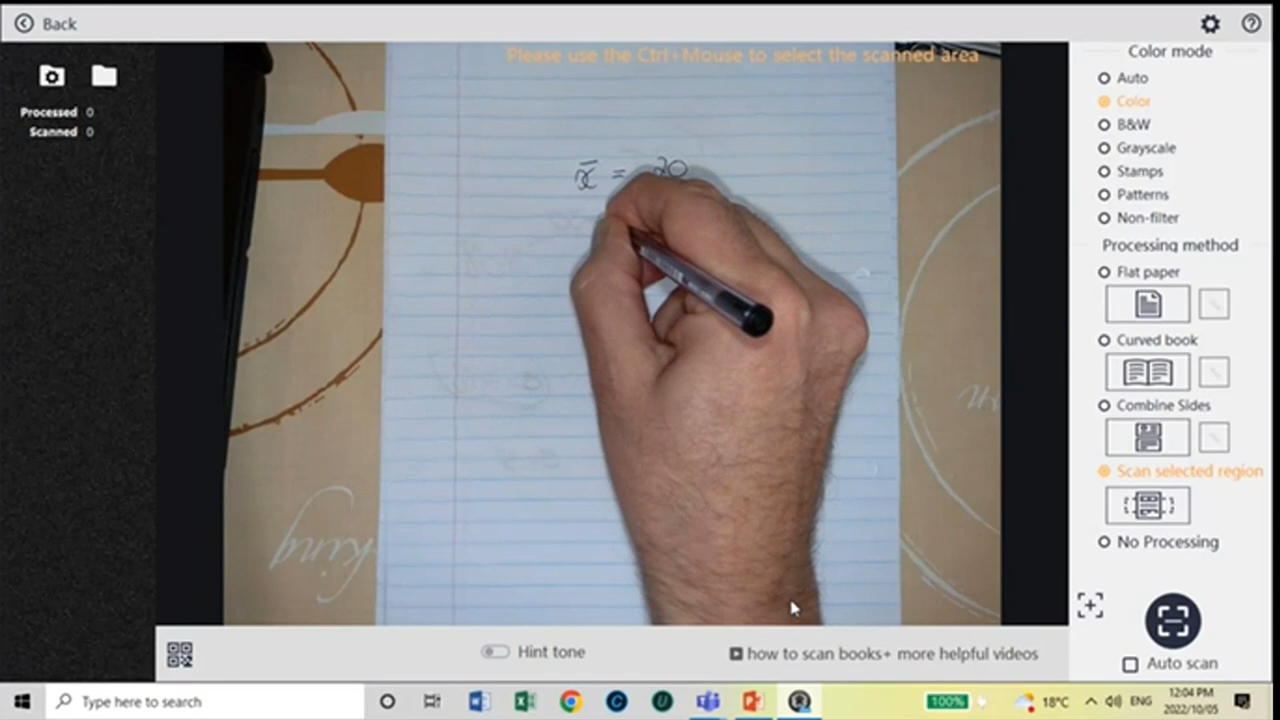 Back
Please use the Ctrl+Mouse to select the scanned area
Color mode
Auto
Color
B&W
Grayscale
Stamps
Patterns
Non-filter
Processing method
Flat paper
Curved book
Combine Sides
Scan selected region
No Processing
Auto scan
Processed 0
Scanned 0
x̄ = 20
king
Hint tone
how to scan books+ more helpful videos
Type here to search
100%
18°C
ENG
12:04 PM
2022/10/05